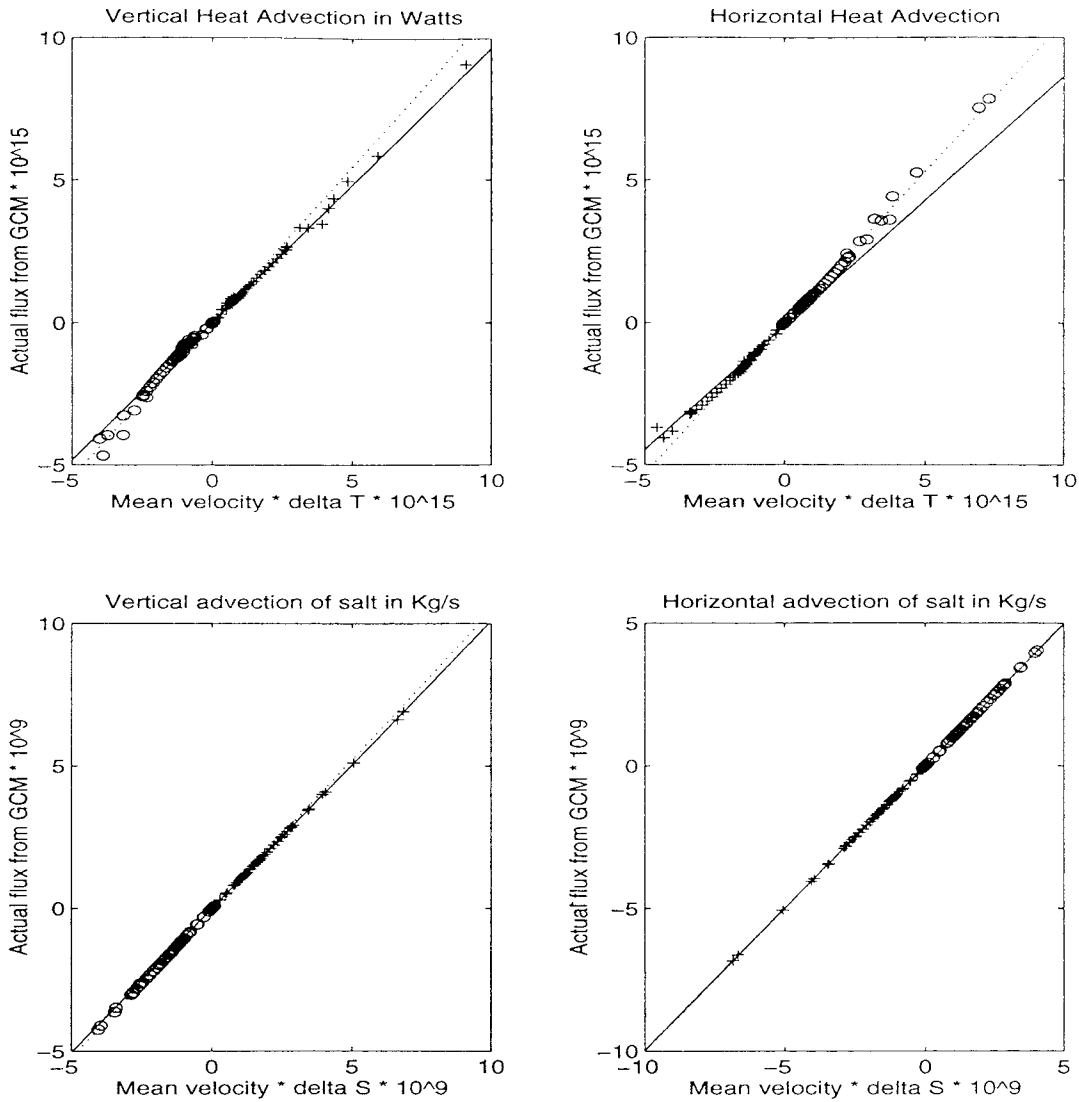 Vertical Heat Advection in Watts
10
5
0
−5
−5
0
5
10
Actual flux from GCM * 10^15
Mean velocity * delta T * 10^15
Horizontal Heat Advection
10
5
0
−5
−5
0
5
10
Actual flux from GCM * 10^15
Mean velocity * delta T * 10^15
Vertical advection of salt in Kg/s
10
5
0
−5
−5
0
5
10
Actual flux from GCM * 10^9
Mean velocity * delta S * 10^9
Horizontal advection of salt in Kg/s
5
0
−5
−10
−10
−5
0
5
Actual flux from GCM * 10^9
Mean velocity * delta S * 10^9